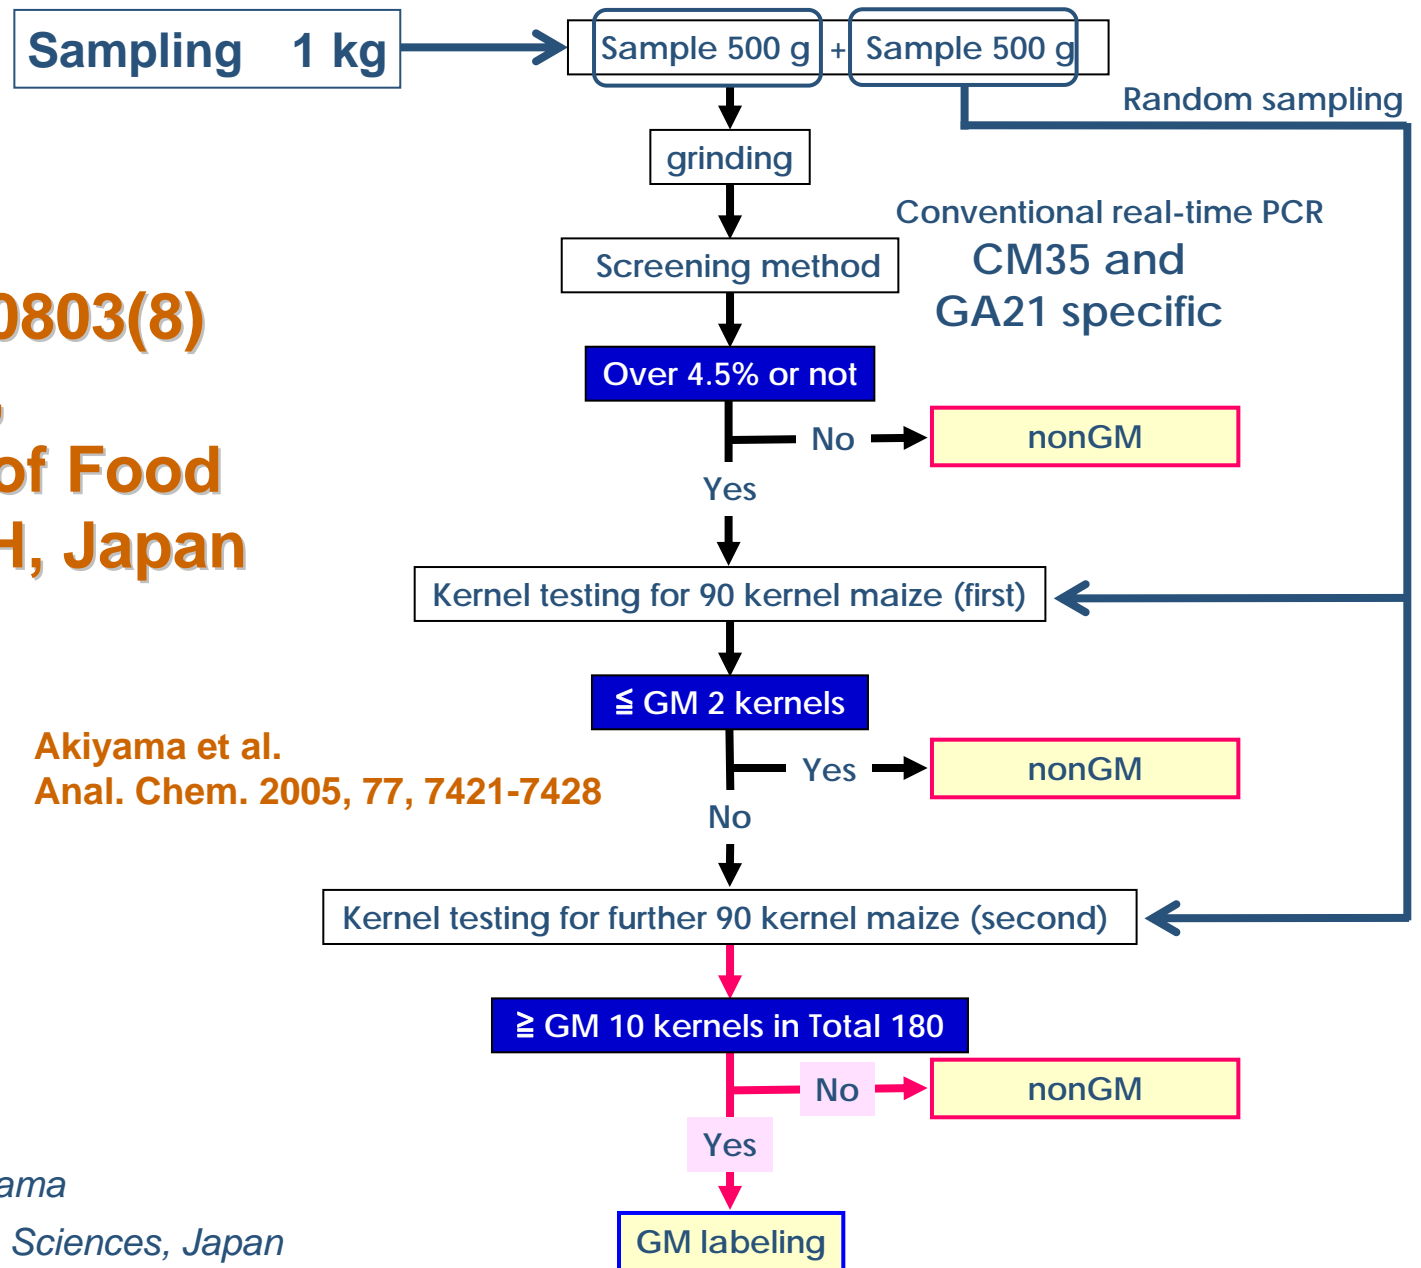 Sampling 1 kg
Sample 500 g + Sample 500 g
Random sampling
grinding
Conventional real-time PCR
Screening method
CM35 and
GA21 specific
0803(8)
Over 4.5% or not
of Food
No
nonGM
Yes
H, Japan
Kernel testing for 90 kernel maize (first)
≦ GM 2 kernels
Akiyama et al.
Anal. Chem. 2005, 77, 7421-7428
Yes
nonGM
No
Kernel testing for further 90 kernel maize (second)
≧ GM 10 kernels in Total 180
No
nonGM
Yes
ama
Sciences, Japan
GM labeling